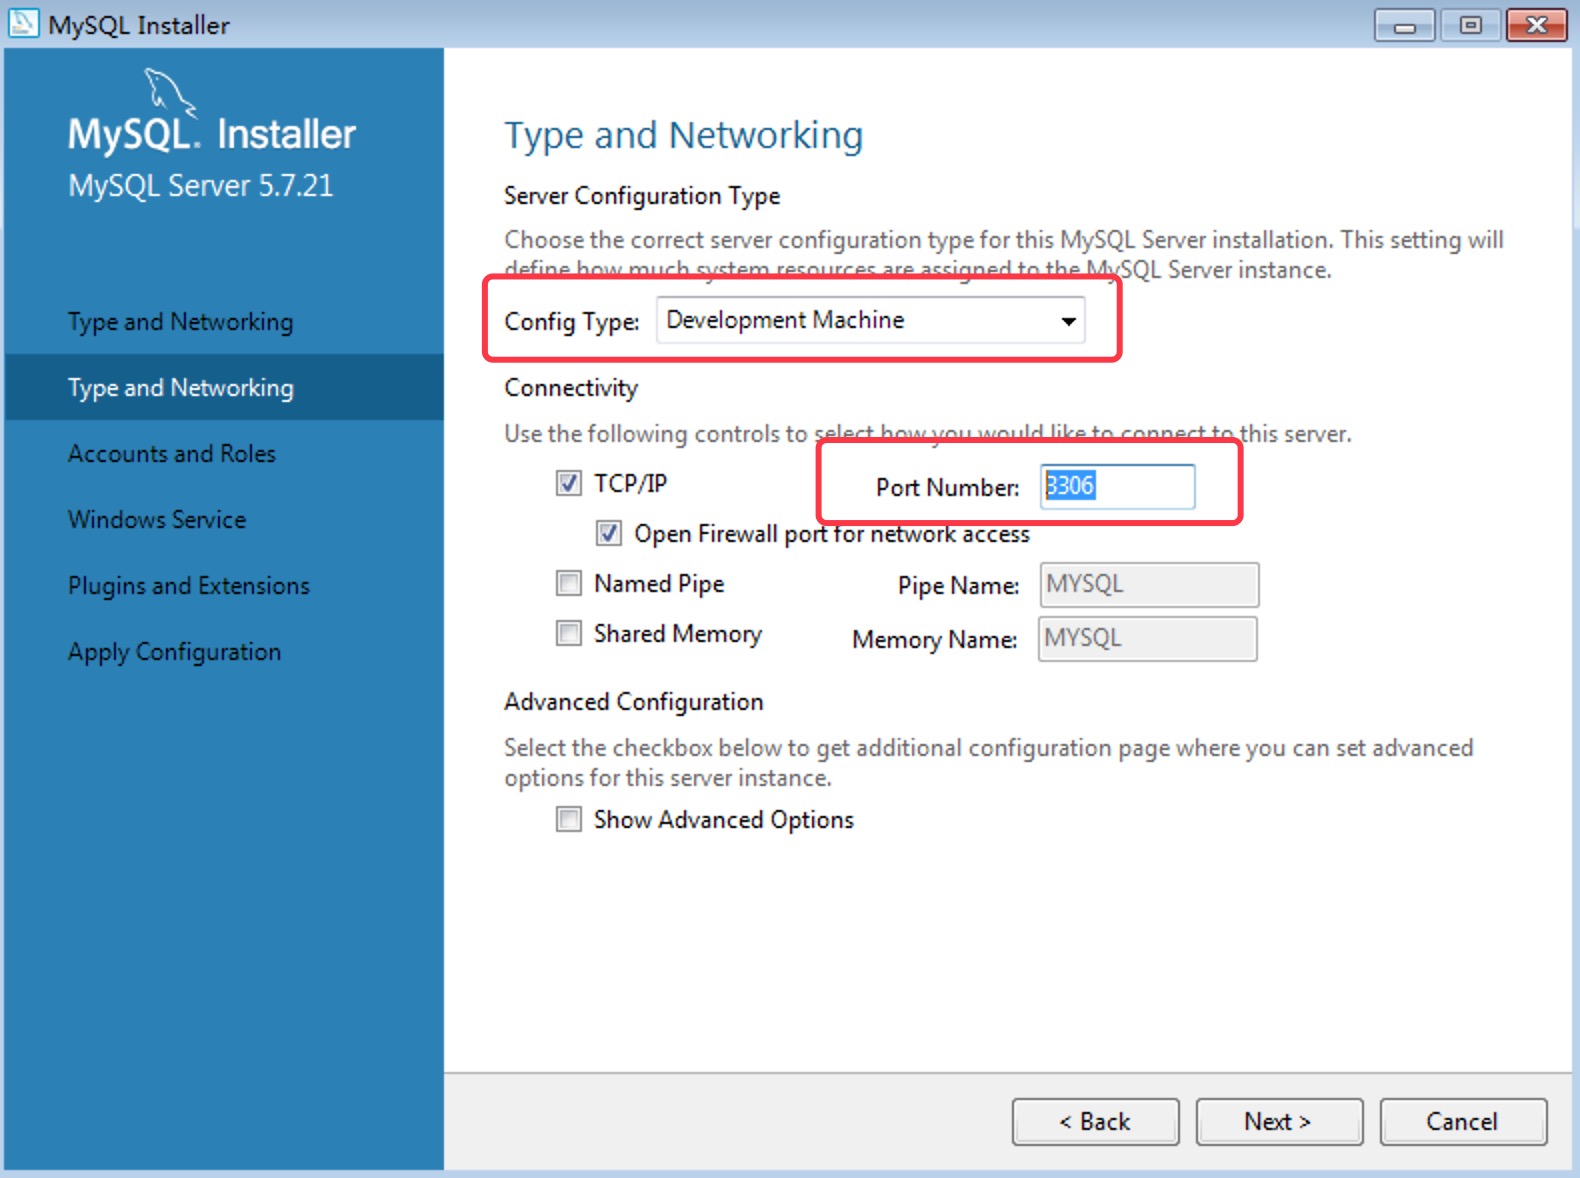 MySQL Installer
MySQL. Installer
MySQL Server 5.7.21
Type and Networking
Type and Networking
Accounts and Roles
Windows Service
Plugins and Extensions
Apply Configuration
Type and Networking
Server Configuration Type
Choose the correct server configuration type for this MySQL Server installation. This setting will
define how much system resources are assigned to the MySQL Server instance.
Config Type: Development Machine
Connectivity
Use the following controls to select how you would like to connect to this server.
TCP/IP Port Number: 3306
Open Firewall port for network access
Named Pipe Pipe Name: MYSQL
Shared Memory Memory Name: MYSQL
Advanced Configuration
Select the checkbox below to get additional configuration page where you can set advanced
options for this server instance.
Show Advanced Options
< Back Next > Cancel